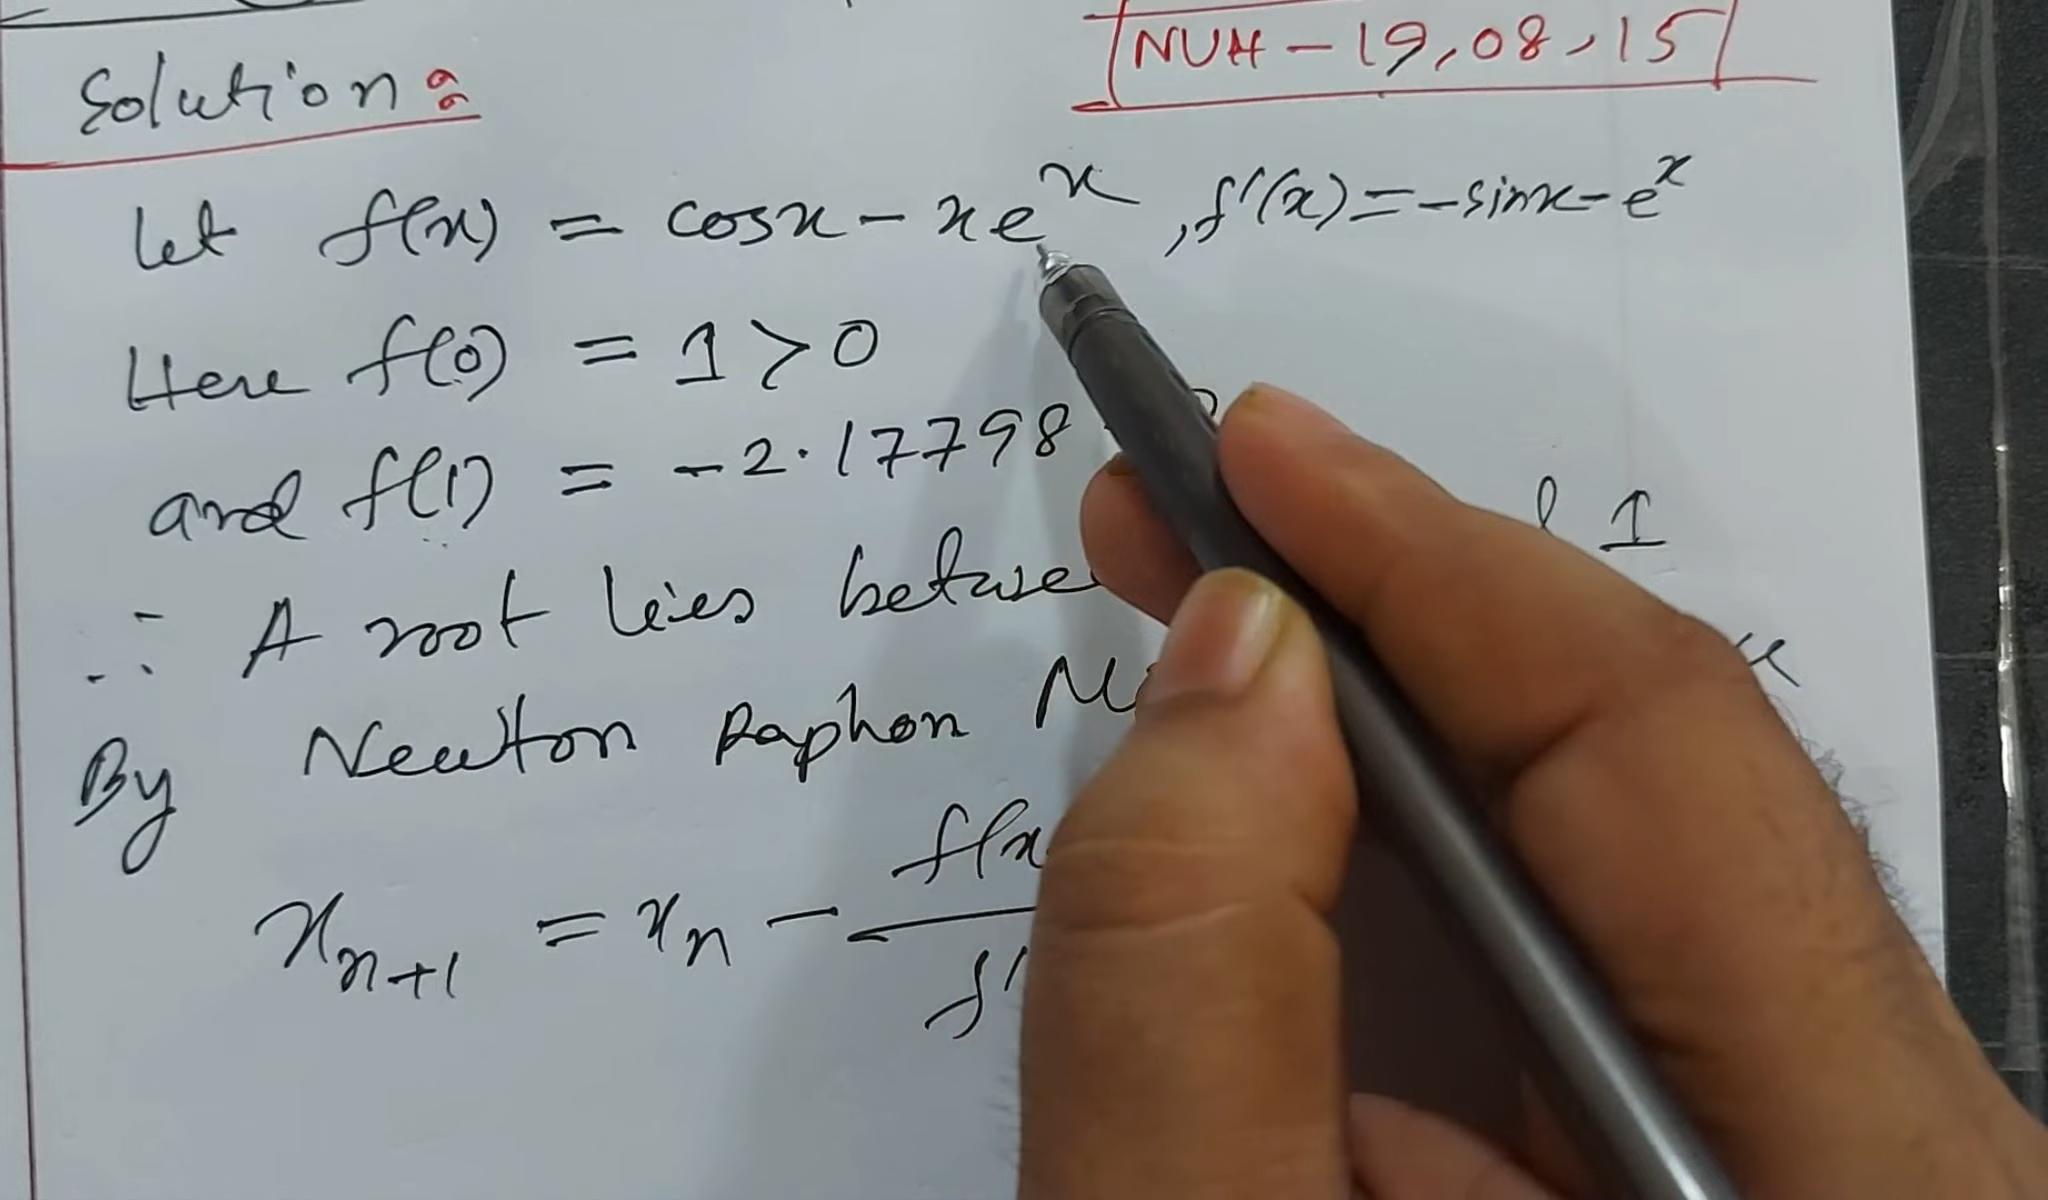 NUH - 19, 08, 15
Solution:
Let f(x) = cosx - xe^x, f'(x) = -sinx - e^x
Here f(0) = 1 > 0
and f(1) = -2.17798
∴ A root lies 1
By Newton Raphon
x_{n+1} = x_n - f(x / f'